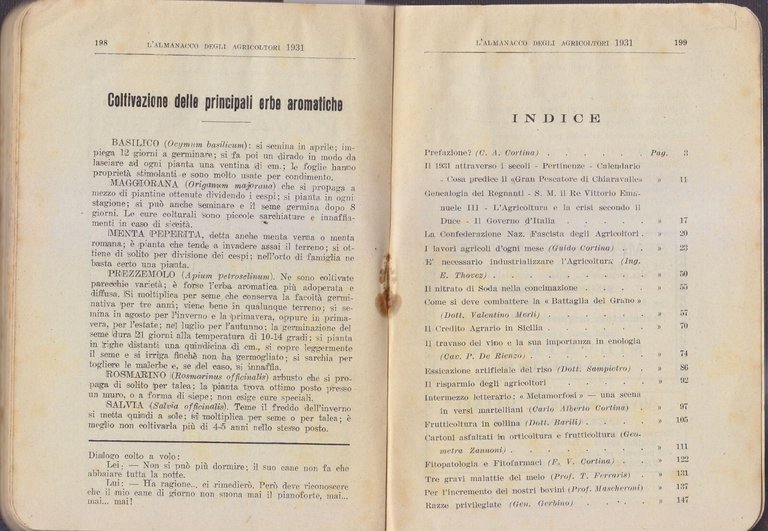 198
L'ALMANACCO DEGLI AGRICOLTORI 1931
Coltivazione delle principali erbe aromatiche
BASILICO (Ocymum basilicum): si semina in aprile; im-
piega 12 giorni a germinare; si fa poi un dirado in modo da
lasciare ad ogni pianta una ventina di cm.; le foglie hanno
proprietà stimolanti e sono molto usate per condimento.
MAGGIORANA (Origanum majorana) che si propaga a
mezzo di piantine ottenute dividendo i cespi; si pianta in ogni
stagione; si può anche seminare e il seme germina dopo 8
giorni. Le cure colturali sono piccole sarchiature e innaffia-
menti in caso di siccità.
MENTA PEPERITA, detta anche menta verna o menta
romana; è pianta che tende a invadere assai il terreno; si ot-
tiene di solito per divisione dei cespi; nell'orto di famiglia ne
basta certo una pianta.
PREZZEMOLO (Apium petroselinum). Ne sono coltivate
parecchie varietà; è forse l'erba aromatica più adoperata e
diffusa. Si moltiplica per seme che conserva la facoltà germi-
nativa per tre anni; viene bene in qualunque terreno; si se-
mina in agosto per l'inverno e la primavera, oppure in prima-
vera, per l'estate; nel luglio per l'autunno; la germinazione del
seme dura 21 giorni alla temperatura di 10-14 gradi; si pianta
in righe distanti una quindicina di cm., si copre leggermente
il seme e si irriga finchè non ha germogliato; si sarchia per
togliere le malerbe e, se del caso, si innaffia.
ROSMARINO (Rosmarinus officinalis) arbusto che si pro-
paga di solito per talea; la pianta trova ottimo posto presso
un muro, o a forma di siepe; non esige cure speciali.
SALVIA (Salvia officinalis). Teme il freddo dell'inverno
si metta quindi a sole; si moltiplica per seme o per talea; è
meglio non coltivarla più di 4-5 anni nello stesso posto.
Dialogo colto a volo:
Lei: — Non si può più dormire; il suo cane non fa che
abbaiare tutta la notte.
Lui: — Ha ragione... ci rimedierò. Però deve riconoscere
che il mio cane di giorno non suona mai il pianoforte, mai...
mai... mai!
L'ALMANACCO DEGLI AGRICOLTORI 1931
199
INDICE
Prefazione? (C. A. Cortina) . . . . . Pag. 3
Il 1931 attraverso i secoli - Pertinenze - Calendario
- Cosa predice il «Gran Pescatore di Chiaravalle» » 11
Genealogia dei Regnanti - S. M. il Re Vittorio Ema-
nuele III - L'Agricoltura e la crisi secondo il
Duce - Il Governo d'Italia . . . . . » 17
La Confederazione Naz. Fascista degli Agricoltori . » 20
I lavori agricoli d'ogni mese (Guido Cortina) . . » 23
E' necessario industrializzare l'Agricoltura (Ing.
E. Thovez) . . . . . » 50
Il nitrato di Soda nella concimazione . . . . » 55
Come si deve combattere la «Battaglia del Grano»
(Dott. Valentino Morli) . . . . . » 57
Il Credito Agrario in Sicilia . . . . . » 70
Il travaso dei vino e la sua importanza in enologia
(Cav. P. De Rienzo) . . . . . » 74
Essicazione artificiale del riso (Dott. Sampietro) . » 86
Il risparmio degli agricoltori . . . . . » 92
Intermezzo letterario; «Metamorfosi» — una scena
in versi martelliani (Carlo Alberto Cortina) . » 97
Frutticoltura in collina (Dott. Barili) . . . . » 105
Cartoni asfaltati in orticoltura e frutticoltura (Geo-
metra Zannoni) . . . . . » 111
Fitopatologia e Fitofarmaci (F. V. Cortina) . . » 122
Tre gravi malattie del melo (Prof. T. Ferraris) . » 131
Per l'incremento dei nostri bovini (Prof. Mascheroni) » 137
Razze privilegiate (Gen. Gerbino) . . . . » 147